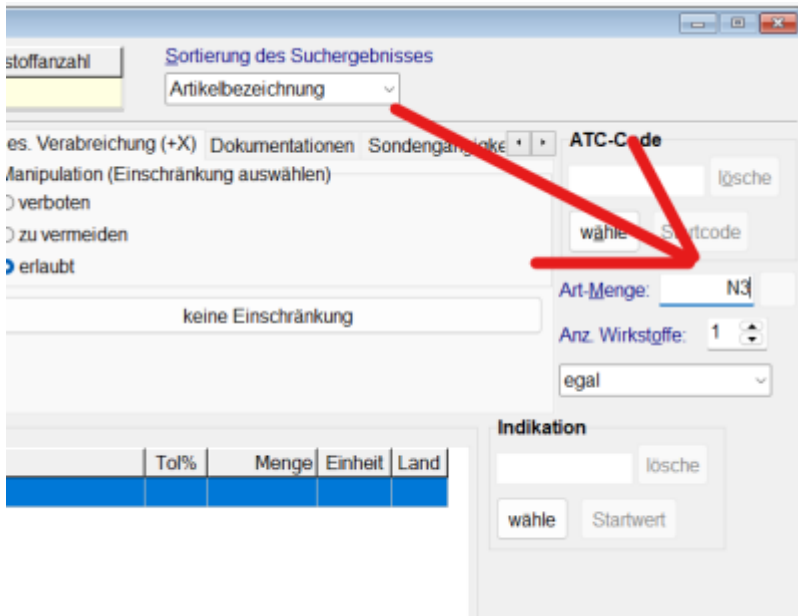 stoffanzahl
Sortierung des Suchergebnisses
Artikelbezeichnung
es. Verabreichung (+X) Dokumentationen
ATC-Code
Manipulation (Einschränkung auswählen)
lösche
verboten
zu vermeiden
wähle Startcode
erlaubt
Art-Menge: N3
keine Einschränkung
Anz. Wirkstoffe: 1
egal
Indikation
Tol% Menge Einheit Land
lösche
wähle Startwert